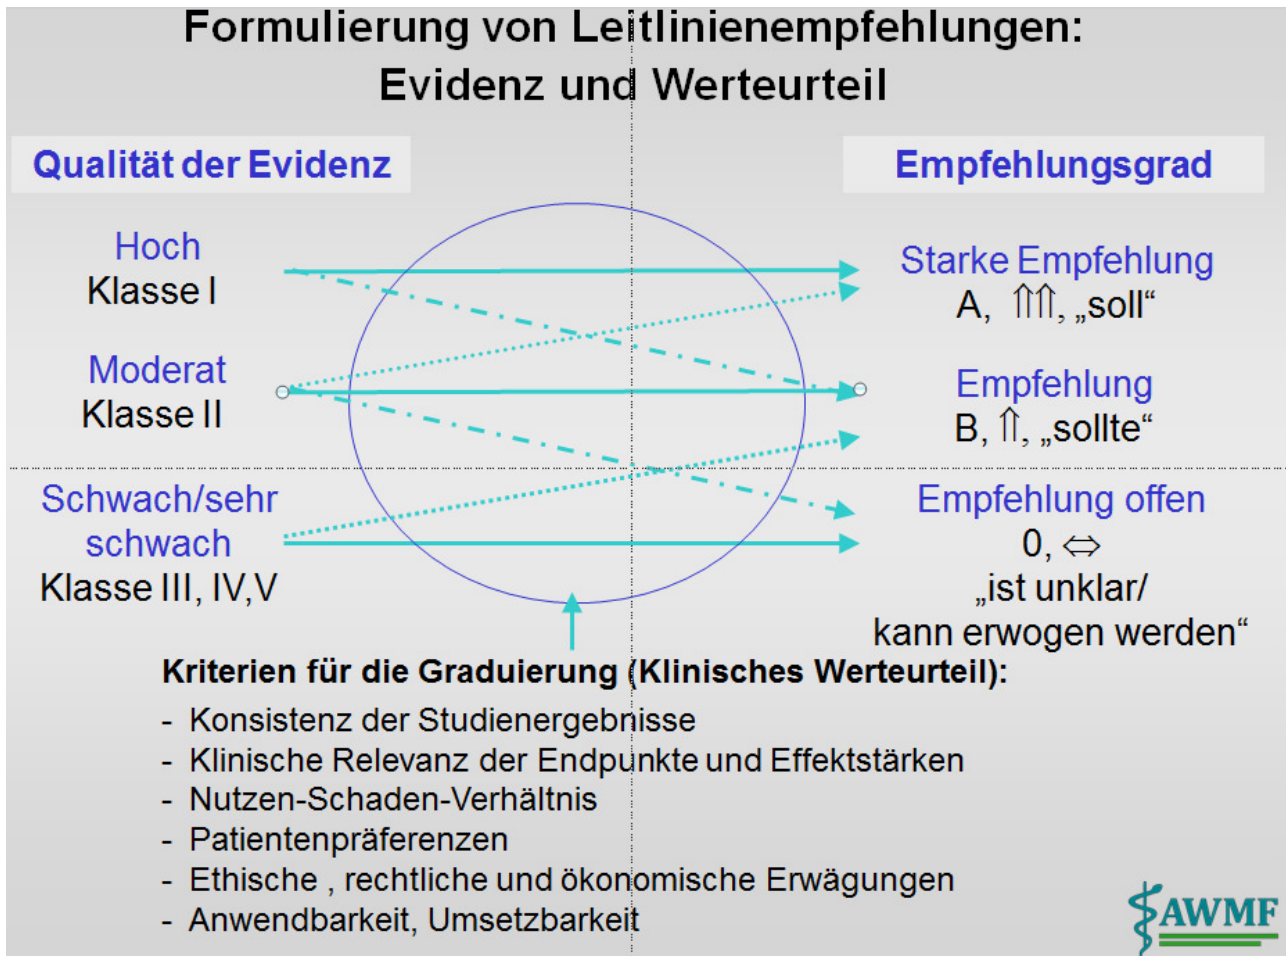 Formulierung von Leitlinienempfehlungen:
Evidenz und Werteurteil
Qualität der Evidenz
Empfehlungsgrad
Hoch
Klasse I
Starke Empfehlung
A, ⇑⇑, „soll“
Moderat
Klasse II
Empfehlung
B, ⇑, „sollte“
Schwach/sehr
schwach
Klasse III, IV,V
Empfehlung offen
0, ⇔
„ist unklar/
kann erwogen werden“
Kriterien für die Graduierung (Klinisches Werteurteil):
- Konsistenz der Studienergebnisse
- Klinische Relevanz der Endpunkte und Effektstärken
- Nutzen-Schaden-Verhältnis
- Patientenpräferenzen
- Ethische , rechtliche und ökonomische Erwägungen
- Anwendbarkeit, Umsetzbarkeit
AWMF